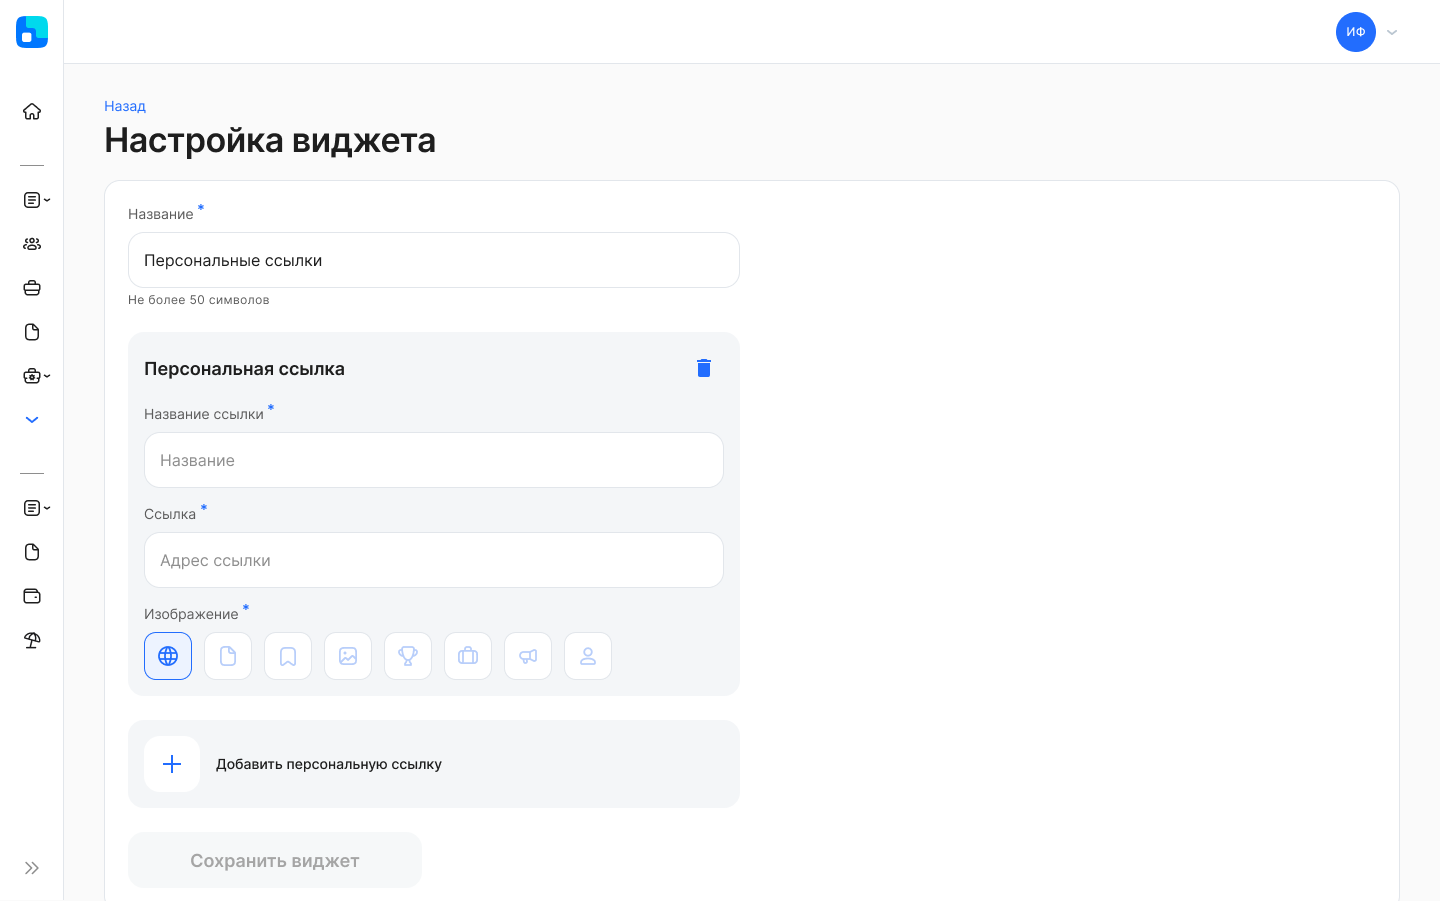 ИФ
Назад
Настройка виджета
Название *
Персональные ссылки
Не более 50 символов
Персональная ссылка
Название ссылки *
Название
Ссылка *
Адрес ссылки
Изображение *
Добавить персональную ссылку
Сохранить виджет